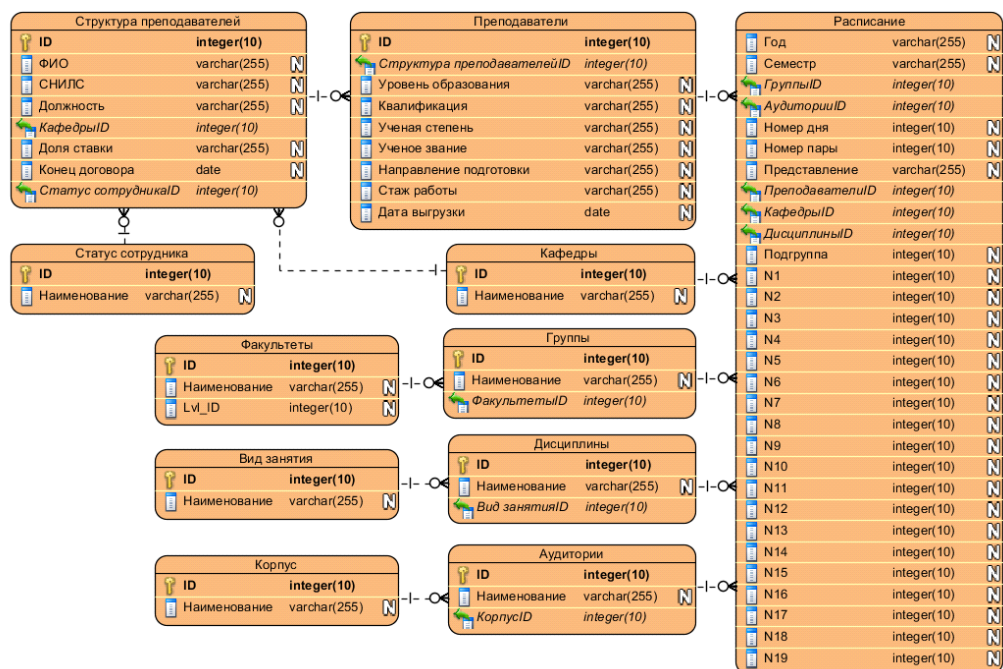 Структура преподавателей
ID integer(10)
ФИО varchar(255) N
СНИЛС varchar(255) N
Должность varchar(255) N
КафедрыID integer(10)
Доля ставки varchar(255) N
Конец договора date N
Статус сотрудникаID integer(10)
Преподаватели
ID integer(10)
Структура преподавателейID integer(10)
Уровень образования varchar(255) N
Квалификация varchar(255) N
Ученая степень varchar(255) N
Ученое звание varchar(255) N
Направление подготовки varchar(255) N
Стаж работы varchar(255) N
Дата выгрузки date N
Расписание
Год varchar(255) N
Семестр varchar(255) N
ГруппыID integer(10)
АудиторииID integer(10)
Номер дня integer(10) N
Номер пары integer(10) N
Представление varchar(255) N
ПреподавателиID integer(10)
КафедрыID integer(10)
ДисциплиныID integer(10)
Подгруппа integer(10) N
N1 integer(10) N
N2 integer(10) N
N3 integer(10) N
N4 integer(10) N
N5 integer(10) N
N6 integer(10) N
N7 integer(10) N
N8 integer(10) N
N9 integer(10) N
N10 integer(10) N
N11 integer(10) N
N12 integer(10) N
N13 integer(10) N
N14 integer(10) N
N15 integer(10) N
N16 integer(10) N
N17 integer(10) N
N18 integer(10) N
N19 integer(10) N
Статус сотрудника
ID integer(10)
Наименование varchar(255) N
Кафедры
ID integer(10)
Наименование varchar(255) N
Факультеты
ID integer(10)
Наименование varchar(255) N
Lvl_ID integer(10) N
Группы
ID integer(10)
Наименование varchar(255) N
ФакультетыID integer(10)
Вид занятия
ID integer(10)
Наименование varchar(255) N
Дисциплины
ID integer(10)
Наименование varchar(255) N
Вид занятияID integer(10)
Корпус
ID integer(10)
Наименование varchar(255) N
Аудитории
ID integer(10)
Наименование varchar(255) N
КорпусID integer(10)